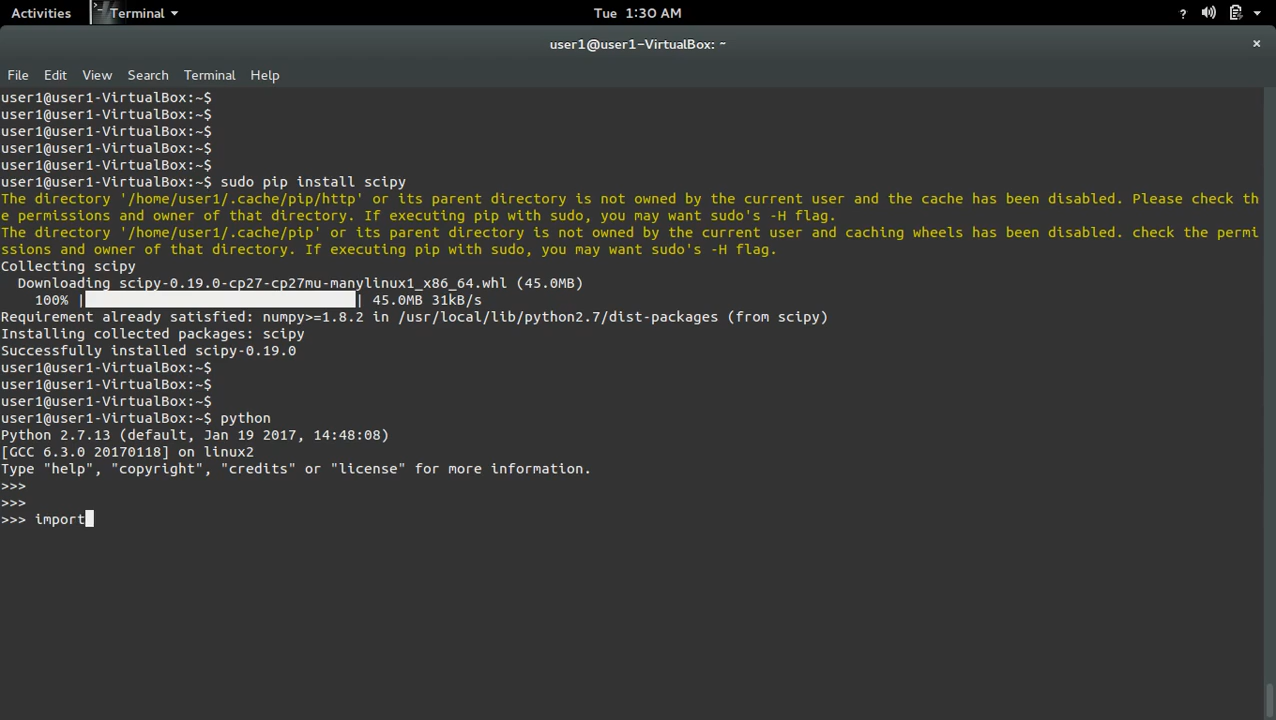 Activities Terminal Tue 1:30 AM ?
user1@user1-VirtualBox: ~ ×
File Edit View Search Terminal Help
user1@user1-VirtualBox:~$
user1@user1-VirtualBox:~$
user1@user1-VirtualBox:~$
user1@user1-VirtualBox:~$
user1@user1-VirtualBox:~$
user1@user1-VirtualBox:~$ sudo pip install scipy
The directory '/home/user1/.cache/pip/http' or its parent directory is not owned by the current user and the cache has been disabled. Please check th
e permissions and owner of that directory. If executing pip with sudo, you may want sudo's -H flag.
The directory '/home/user1/.cache/pip' or its parent directory is not owned by the current user and caching wheels has been disabled. check the permi
ssions and owner of that directory. If executing pip with sudo, you may want sudo's -H flag.
Collecting scipy
Downloading scipy-0.19.0-cp27-cp27mu-manylinux1_x86_64.whl (45.0MB)
100% | | 45.0MB 31kB/s
Requirement already satisfied: numpy>=1.8.2 in /usr/local/lib/python2.7/dist-packages (from scipy)
Installing collected packages: scipy
Successfully installed scipy-0.19.0
user1@user1-VirtualBox:~$
user1@user1-VirtualBox:~$
user1@user1-VirtualBox:~$
user1@user1-VirtualBox:~$ python
Python 2.7.13 (default, Jan 19 2017, 14:48:08)
[GCC 6.3.0 20170118] on linux2
Type "help", "copyright", "credits" or "license" for more information.
>>>
>>>
>>> import